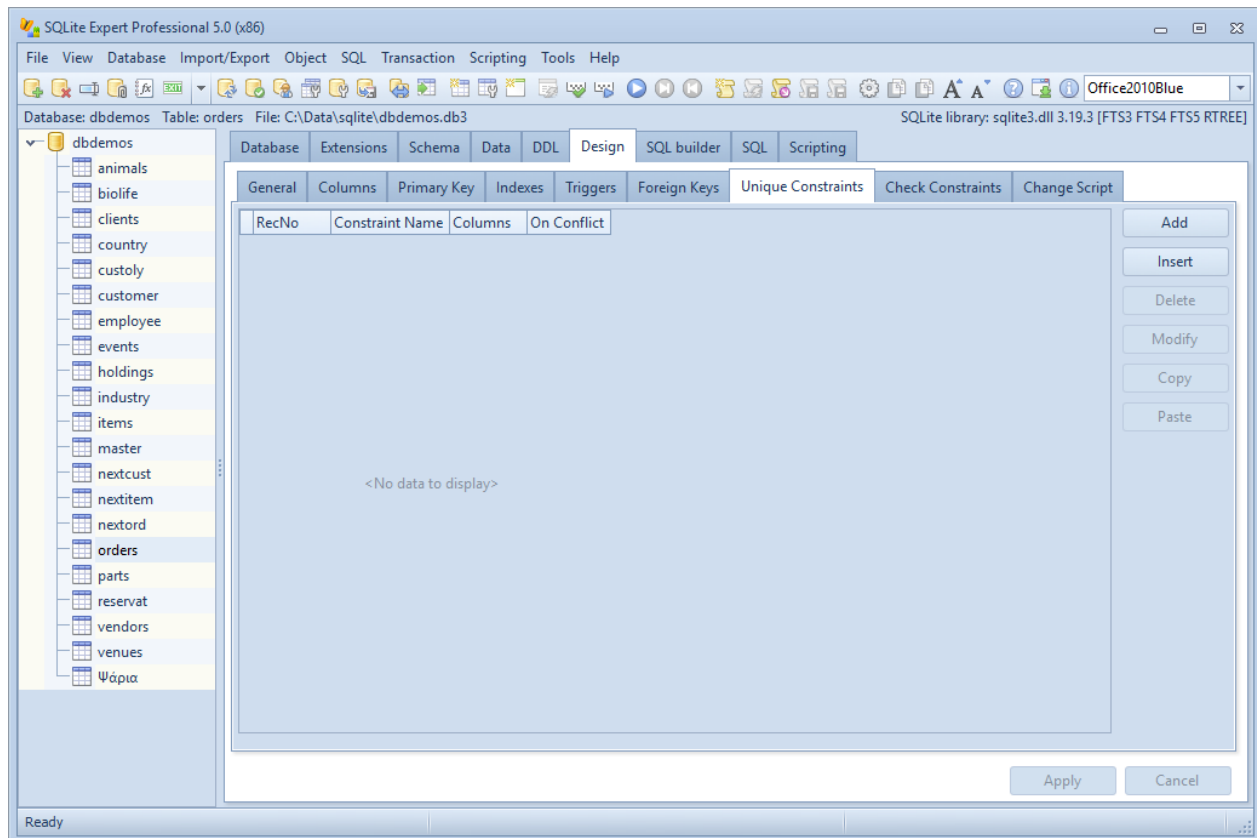 SQLite Expert Professional 5.0 (x86)
File View Database Import/Export Object SQL Transaction Scripting Tools Help
Office2010Blue
Database: dbdemos Table: orders File: C:\Data\sqlite\dbdemos.db3 SQLite library: sqlite3.dll 3.19.3 [FTS3 FTS4 FTS5 RTREE]
dbdemos
animals
biolife
clients
country
custoly
customer
employee
events
holdings
industry
items
master
nextcust
nextitem
nextord
orders
parts
reservat
vendors
venues
Ψάρια
Database Extensions Schema Data DDL Design SQL builder SQL Scripting
General Columns Primary Key Indexes Triggers Foreign Keys Unique Constraints Check Constraints Change Script
RecNo Constraint Name Columns On Conflict
<No data to display>
Add
Insert
Delete
Modify
Copy
Paste
Apply Cancel
Ready